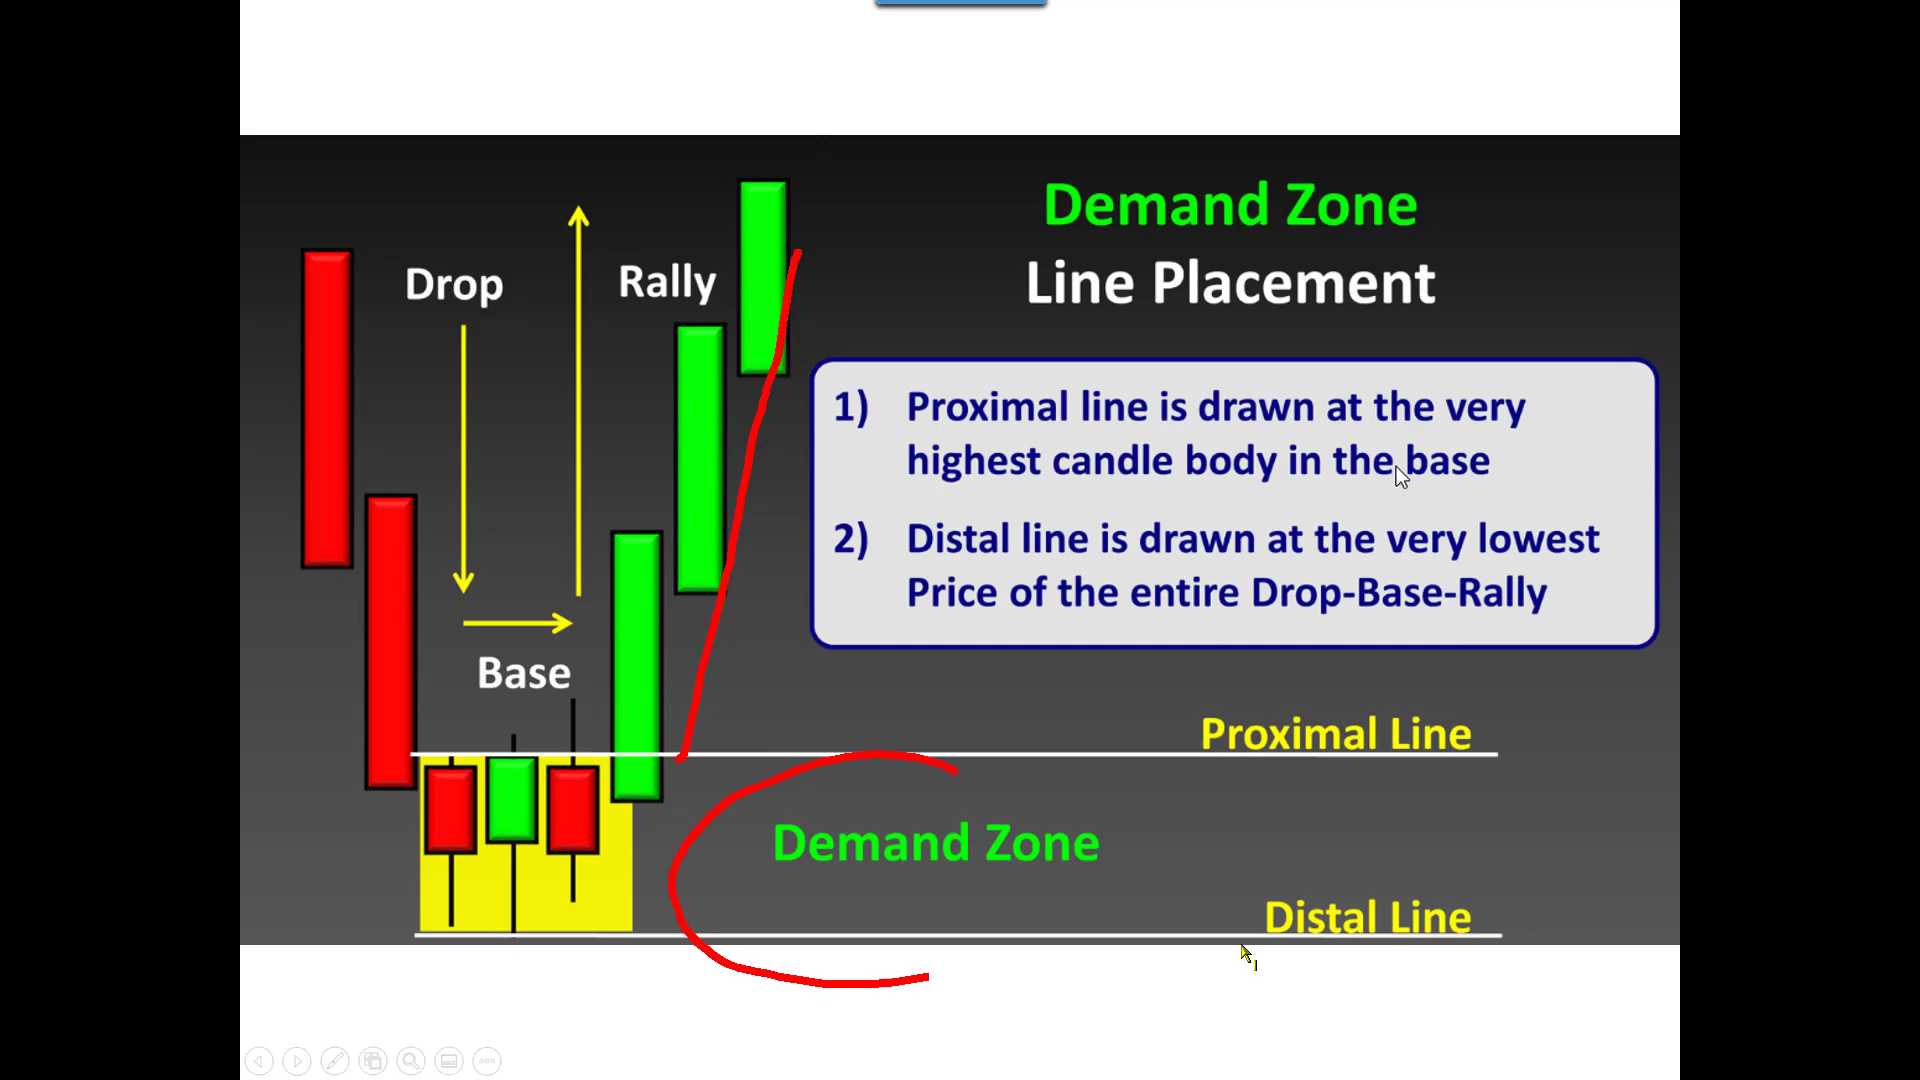 Demand Zone
Line Placement
Drop
Rally
1) Proximal line is drawn at the very
highest candle body in the base
2) Distal line is drawn at the very lowest
Price of the entire Drop-Base-Rally
Base
Proximal Line
Demand Zone
Distal Line